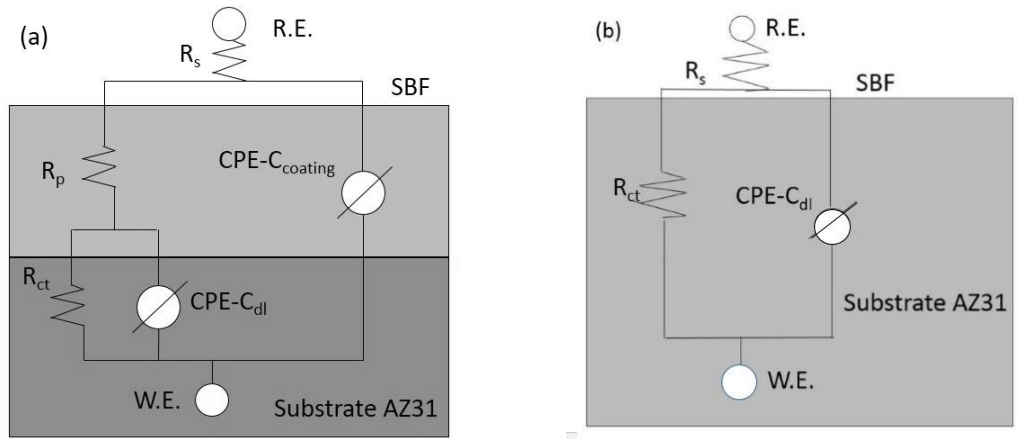 (a)
R.E.
Rs
SBF
Rp
CPE-Ccoating
Rct
CPE-Cdl
W.E.
Substrate AZ31
(b)
R.E.
Rs
SBF
Rct
CPE-Cdl
Substrate AZ31
W.E.